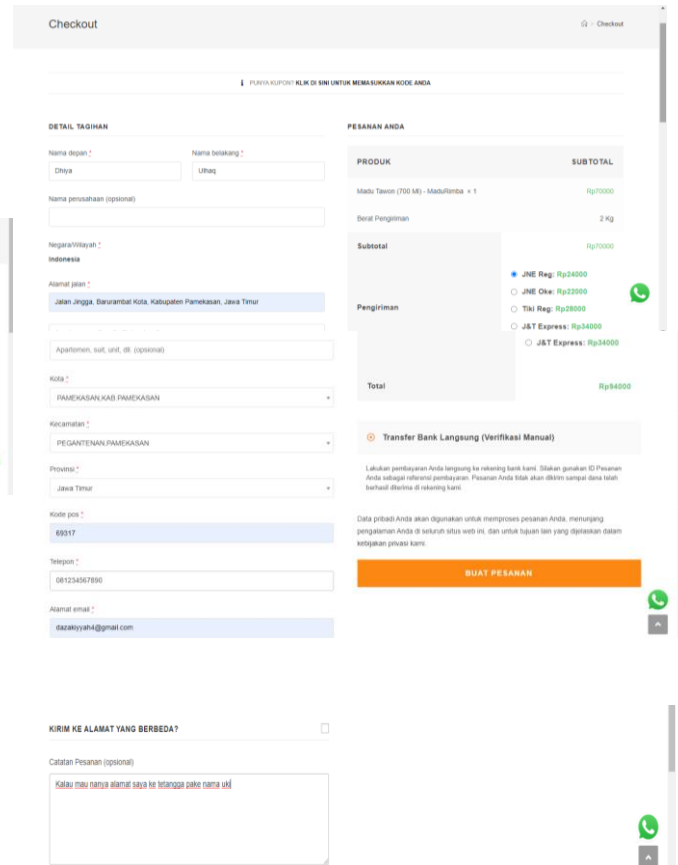 Checkout
> Checkout
PUNYA KUPON? KLIK DI SINI UNTUK MEMASUKKAN KODE ANDA
DETAIL TAGIHAN
Nama depan *
Nama belakang *
Dhiya
Ulhaq
Nama perusahaan (opsional)
Negara/Wilayah *
Indonesia
Alamat jalan *
Jalan Jingga, Barurambat Kota, Kabupaten Pamekasan, Jawa Timur
Apartemen, suit, unit, dll. (opsional)
Kota *
PAMEKASAN,KAB.PAMEKASAN
Kecamatan *
PEGANTENAN,PAMEKASAN
Provinsi *
Jawa Timur
Kode pos *
69317
Telepon *
081234567890
Alamat email *
dazakiyyah4@gmail.com
PESANAN ANDA
PRODUK SUBTOTAL
Madu Tawon (700 Ml) - MaduRimba × 1 Rp70000
Berat Pengiriman 2 Kg
Subtotal Rp70000
Pengiriman
JNE Reg: Rp24000
JNE Oke: Rp22000
Tiki Reg: Rp28000
J&T Express: Rp34000
J&T Express: Rp34000
Total Rp94000
Transfer Bank Langsung (Verifikasi Manual)
Lakukan pembayaran Anda langsung ke rekening bank kami. Silakan gunakan ID Pesanan
Anda sebagai referensi pembayaran. Pesanan Anda tidak akan dikirim sampai dana telah
berhasil diterima di rekening kami.
Data pribadi Anda akan digunakan untuk memproses pesanan Anda, menunjang
pengalaman Anda di seluruh situs web ini, dan untuk tujuan lain yang dijelaskan dalam
kebijakan privasi kami.
BUAT PESANAN
KIRIM KE ALAMAT YANG BERBEDA?
Catatan Pesanan (opsional)
Kalau mau nanya alamat saya ke tetangga pake nama uki